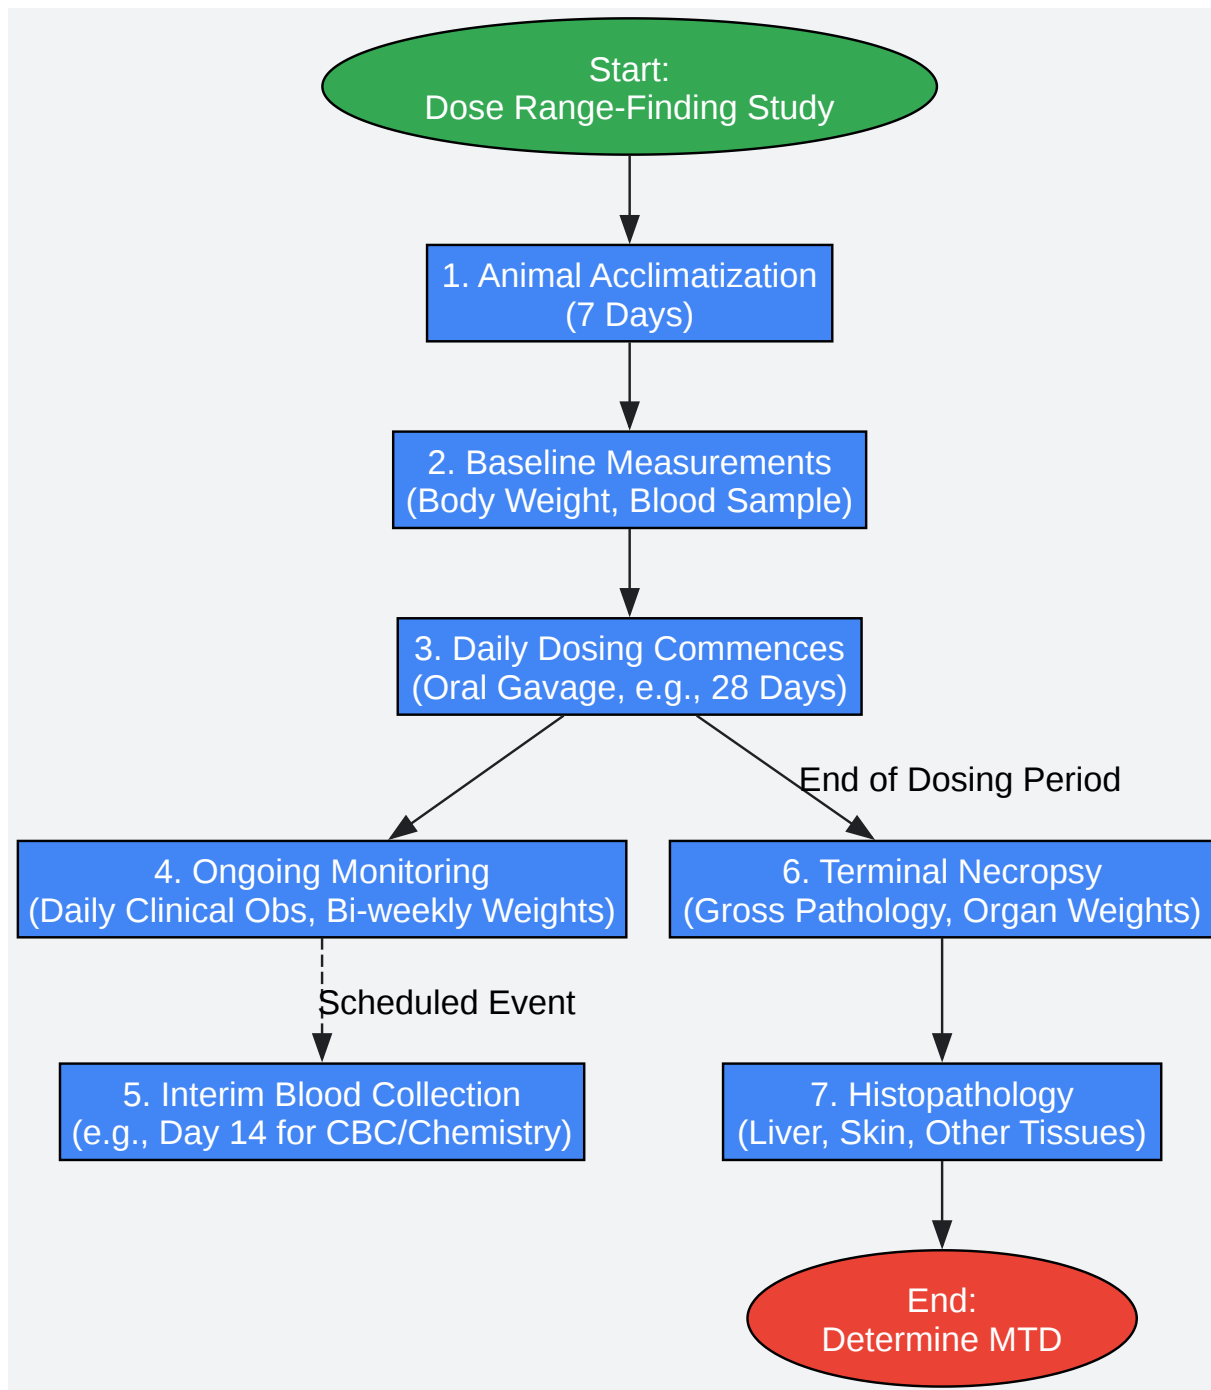 Start:
Dose Range-Finding Study
1. Animal Acclimatization
(7 Days)
2. Baseline Measurements
(Body Weight, Blood Sample)
3. Daily Dosing Commences
(Oral Gavage, e.g., 28 Days)
End of Dosing Period
4. Ongoing Monitoring
(Daily Clinical Obs, Bi-weekly Weights)
6. Terminal Necropsy
(Gross Pathology, Organ Weights)
Scheduled Event
5. Interim Blood Collection
(e.g., Day 14 for CBC/Chemistry)
7. Histopathology
(Liver, Skin, Other Tissues)
End:
Determine MTD